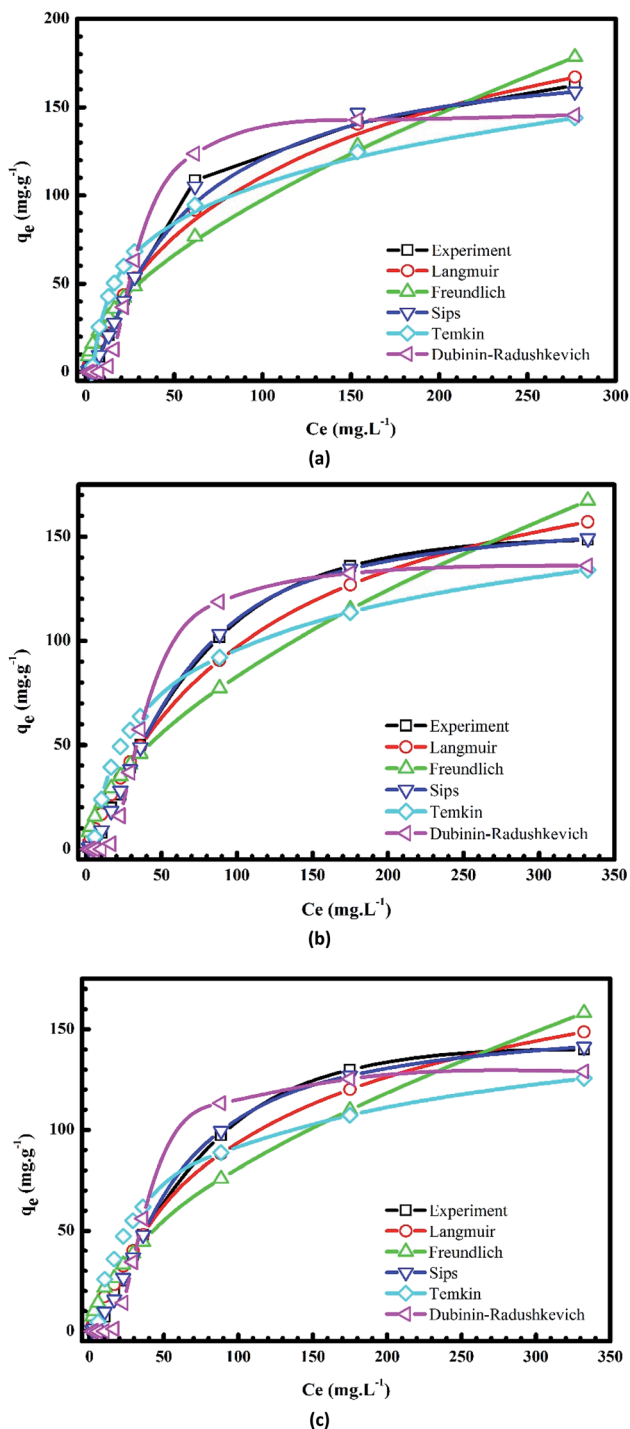 200
150
100
50
0
qe (mg.g-1)
Experiment
Langmuir
Freundlich
Sips
Temkin
Dubinin-Radushkevich
0 50 100 150 200 250 300
Ce (mg.L-1)
(a)
150
100
50
0
qe (mg.g-1)
Experiment
Langmuir
Freundlich
Sips
Temkin
Dubinin-Radushkevich
0 50 100 150 200 250 300 350
Ce (mg.L-1)
(b)
150
100
50
0
qe (mg.g-1)
Experiment
Langmuir
Freundlich
Sips
Temkin
Dubinin-Radushkevich
0 50 100 150 200 250 300 350
Ce (mg.L-1)
(c)